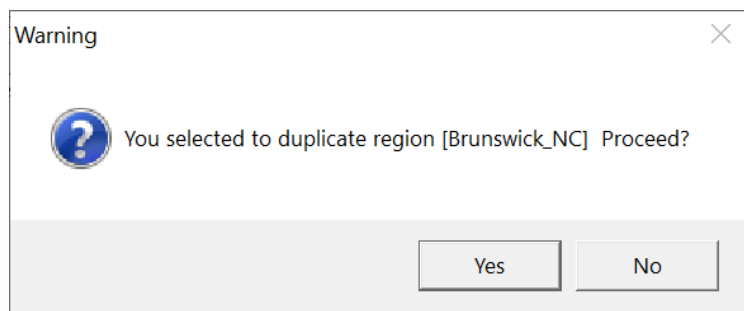 Warning
You selected to duplicate region [Brunswick_NC]  Proceed?
Yes
No